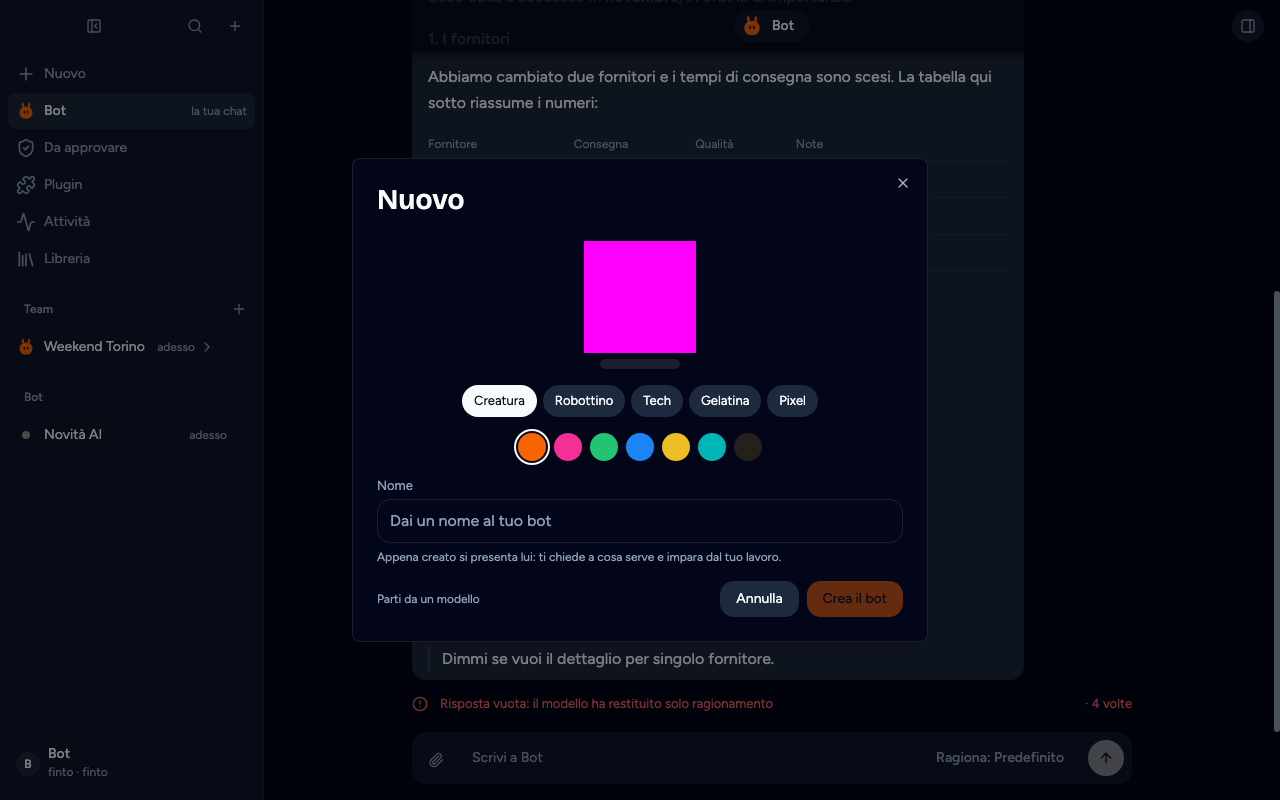 Nuovo
Bot
la tua chat
Da approvare
Plugin
Attività
Libreria
Team
Weekend Torino
adesso
Bot
Novità AI
adesso
B
Bot
finto · finto
Bot
1. I fornitori
Abbiamo cambiato due fornitori e i tempi di consegna sono scesi. La tabella qui
sotto riassume i numeri:
Fornitore
Consegna
Qualità
Note
Nuovo
Creatura
Robottino
Tech
Gelatina
Pixel
Nome
Dai un nome al tuo bot
Appena creato si presenta lui: ti chiede a cosa serve e impara dal tuo lavoro.
Parti da un modello
Annulla
Crea il bot
Dimmi se vuoi il dettaglio per singolo fornitore.
Risposta vuota: il modello ha restituito solo ragionamento
· 4 volte
Scrivi a Bot
Ragiona: Predefinito